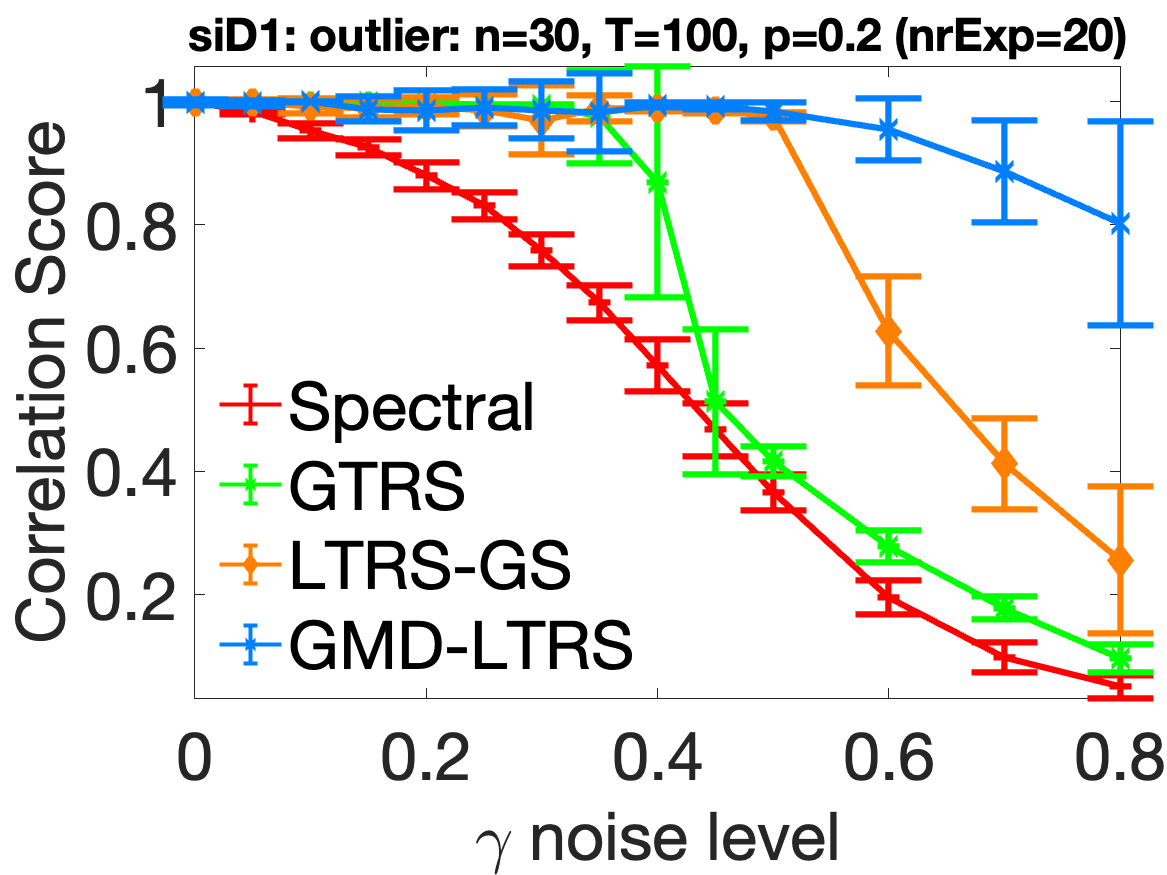 siD1: outlier: n=30, T=100, p=0.2 (nrExp=20)
1
0.8
0.6
0.4
0.2
Correlation Score
Spectral
GTRS
LTRS-GS
GMD-LTRS
0 0.2 0.4 0.6 0.8
γ noise level